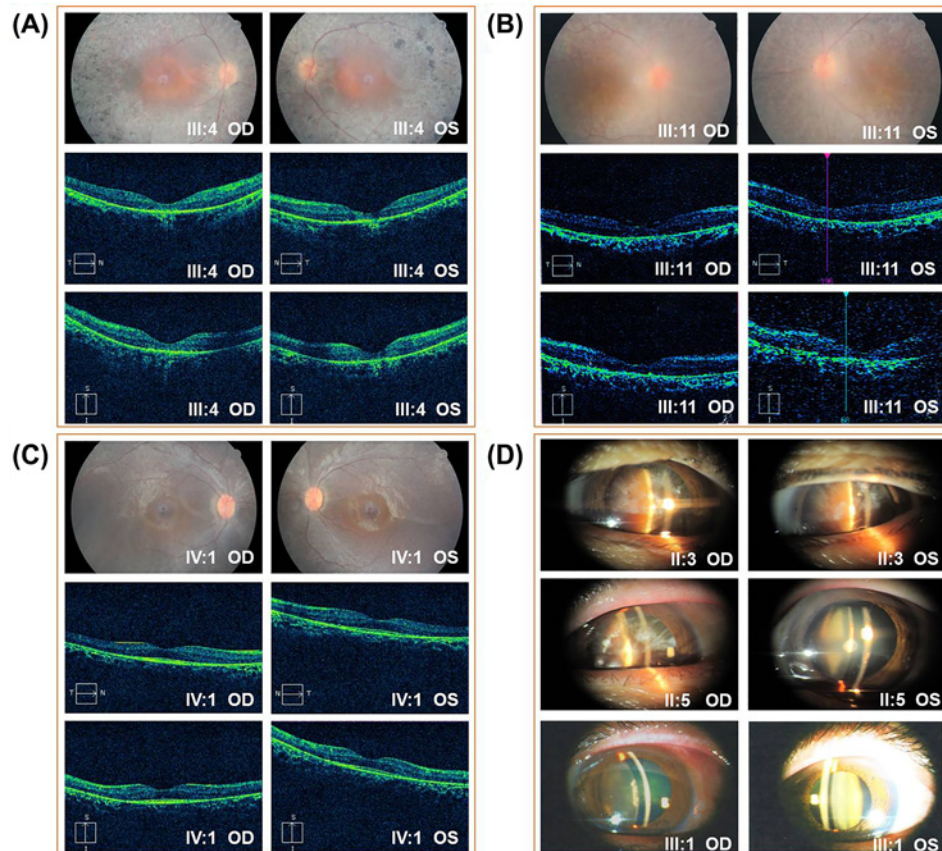 (A)
III:4 OD
III:4 OS
T N
III:4 OD
N T
III:4 OS
S
I
III:4 OD
S
I
III:4 OS
(B)
III:11 OD
III:11 OS
T N
III:11 OD
N T
III:11 OS
S
I
III:11 OD
S
I
III:11 OS
(C)
IV:1 OD
IV:1 OS
T N
IV:1 OD
N T
IV:1 OS
S
I
IV:1 OD
S
I
IV:1 OS
(D)
II:3 OD
II:3 OS
II:5 OD
II:5 OS
III:1 OD
III:1 OS